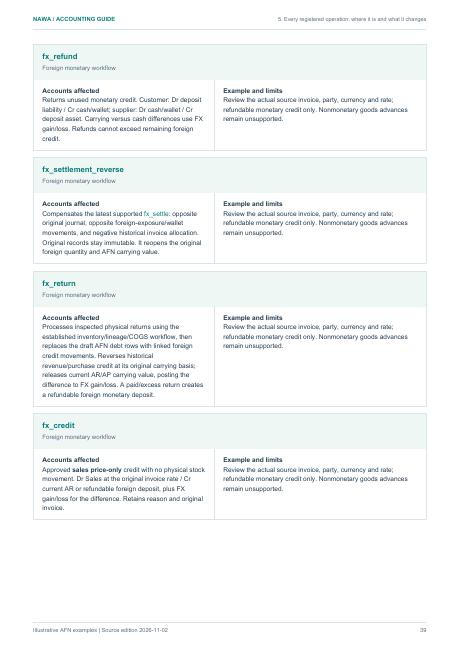 NAWA / ACCOUNTING GUIDE
5. Every registered operation: where it is and what it changes
fx_refund
Foreign monetary workflow
Accounts affected
Returns unused monetary credit. Customer: Dr deposit
liability / Cr cash/wallet; supplier: Dr cash/wallet / Cr
deposit asset. Carrying versus cash differences use FX
gain/loss. Refunds cannot exceed remaining foreign
credit.
Example and limits
Review the actual source invoice, party, currency and rate;
refundable monetary credit only. Nonmonetary goods advances
remain unsupported.
fx_settlement_reverse
Foreign monetary workflow
Accounts affected
Compensates the latest supported fx_settle: opposite
original journal, opposite foreign-exposure/wallet
movements, and negative historical invoice allocation.
Original records stay immutable. It reopens the original
foreign quantity and AFN carrying value.
Example and limits
Review the actual source invoice, party, currency and rate;
refundable monetary credit only. Nonmonetary goods advances
remain unsupported.
fx_return
Foreign monetary workflow
Accounts affected
Processes inspected physical returns using the
established inventory/lineage/COGS workflow, then
replaces the draft AFN debt rows with linked foreign
credit movements. Reverses historical
revenue/purchase credit at its original carrying basis;
releases current AR/AP carrying value, posting the
difference to FX gain/loss. A paid/excess return creates
a refundable foreign monetary deposit.
Example and limits
Review the actual source invoice, party, currency and rate;
refundable monetary credit only. Nonmonetary goods advances
remain unsupported.
fx_credit
Foreign monetary workflow
Accounts affected
Approved sales price-only credit with no physical stock
movement. Dr Sales at the original invoice rate / Cr
current AR or refundable foreign deposit, plus FX
gain/loss for the difference. Retains reason and original
invoice.
Example and limits
Review the actual source invoice, party, currency and rate;
refundable monetary credit only. Nonmonetary goods advances
remain unsupported.
Illustrative AFN examples | Source edition 2026-11-02
39